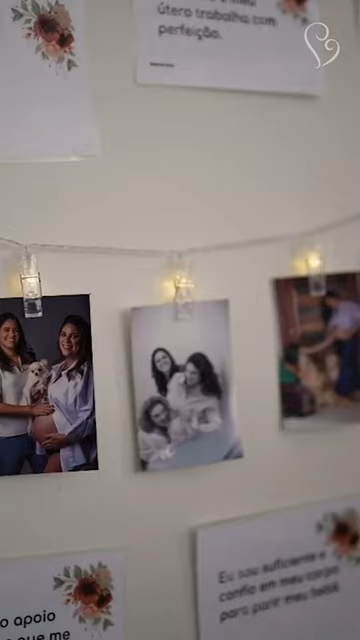 útero trabalha com
perfeição.
o apoio
que me
Eu sou suficiente e
confio em meu corpo
para parir meu bebê.